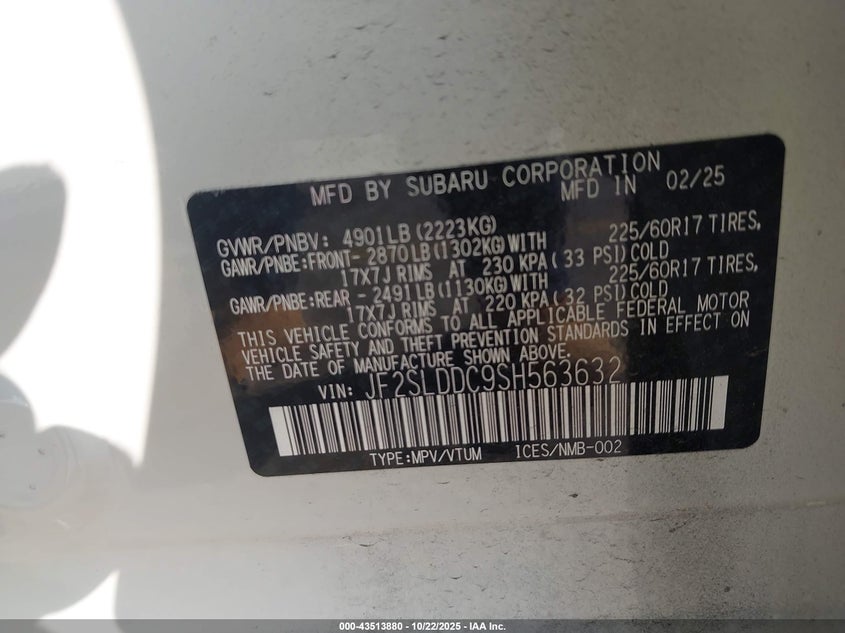 MFD BY SUBARU CORPORATION
MFD IN 02/25
GVWR/PNBV: 4901LB(2223KG)
GAWR/PNBE:FRONT- 2870LB(1302KG)WITH 225/60R17 TIRES,
17X7J RIMS AT 230 KPA(33 PSI)COLD
GAWR/PNBE:REAR - 2491LB(1130KG)WITH 225/60R17 TIRES,
17X7J RIMS AT 220 KPA(32 PSI)COLD
THIS VEHICLE CONFORMS TO ALL APPLICABLE FEDERAL MOTOR
VEHICLE SAFETY AND THEFT PREVENTION STANDARDS IN EFFECT ON
THE DATE OF MANUFACTURE SHOWN ABOVE.
VIN: JF2SLDDC9SH563632
TYPE:MPV/VTUM ICES/NMB-002
000-43513880 - 10/22/2025 - IAA Inc.